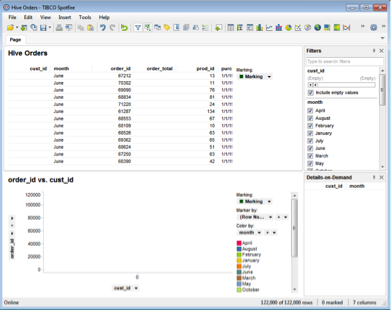 Hive Orders - TIBCO Spotfire
File Edit View Insert Tools Help
Page
Hive Orders
cust_id month order_id order_total prod_id purc
June 67212 13 1/1/1
June 70302 11 1/1/1
June 69090 76 1/1/1
June 68834 81 1/1/1
June 71220 24 1/1/1
June 61287 134 1/1/1
June 68553 67 1/1/1
June 68109 10 1/1/1
June 68526 63 1/1/1
June 69362 65 1/1/1
June 68624 51 1/1/1
June 67250 63 1/1/1
June 68390 42 1/1/1
Marking:
Marking
Filters
Type to search filters
cust_id
(Empty) (Empty)
Include empty values
month
April
August
February
January
July
June
March
May
order_id vs. cust_id
order_id
120000
100000
80000
60000
40000
20000
0
0
cust_id
Marking:
Marking
Marker by:
(Row Nu...
Color by:
month
April
August
February
January
July
June
March
May
October
Details-on-Demand
cust_id month
Online
122,000 of 122,000 rows
0 marked
7 columns